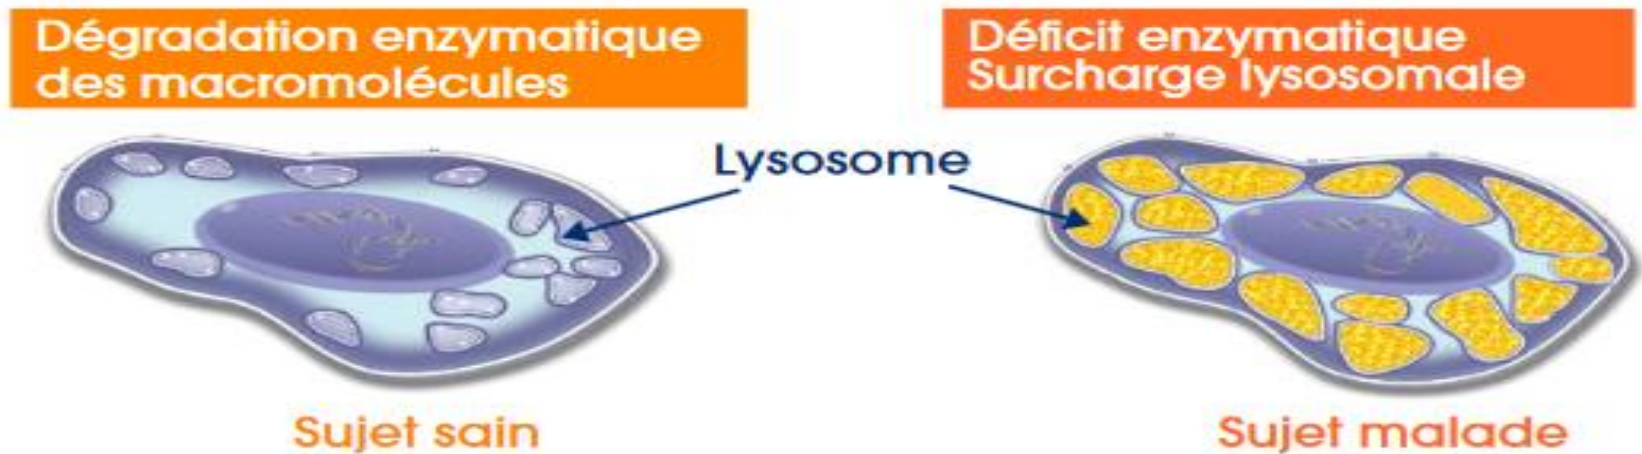 Dégradation enzymatique
des macromolécules
Déficit enzymatique
Surcharge lysosomale
Lysosome
Sujet sain
Sujet malade